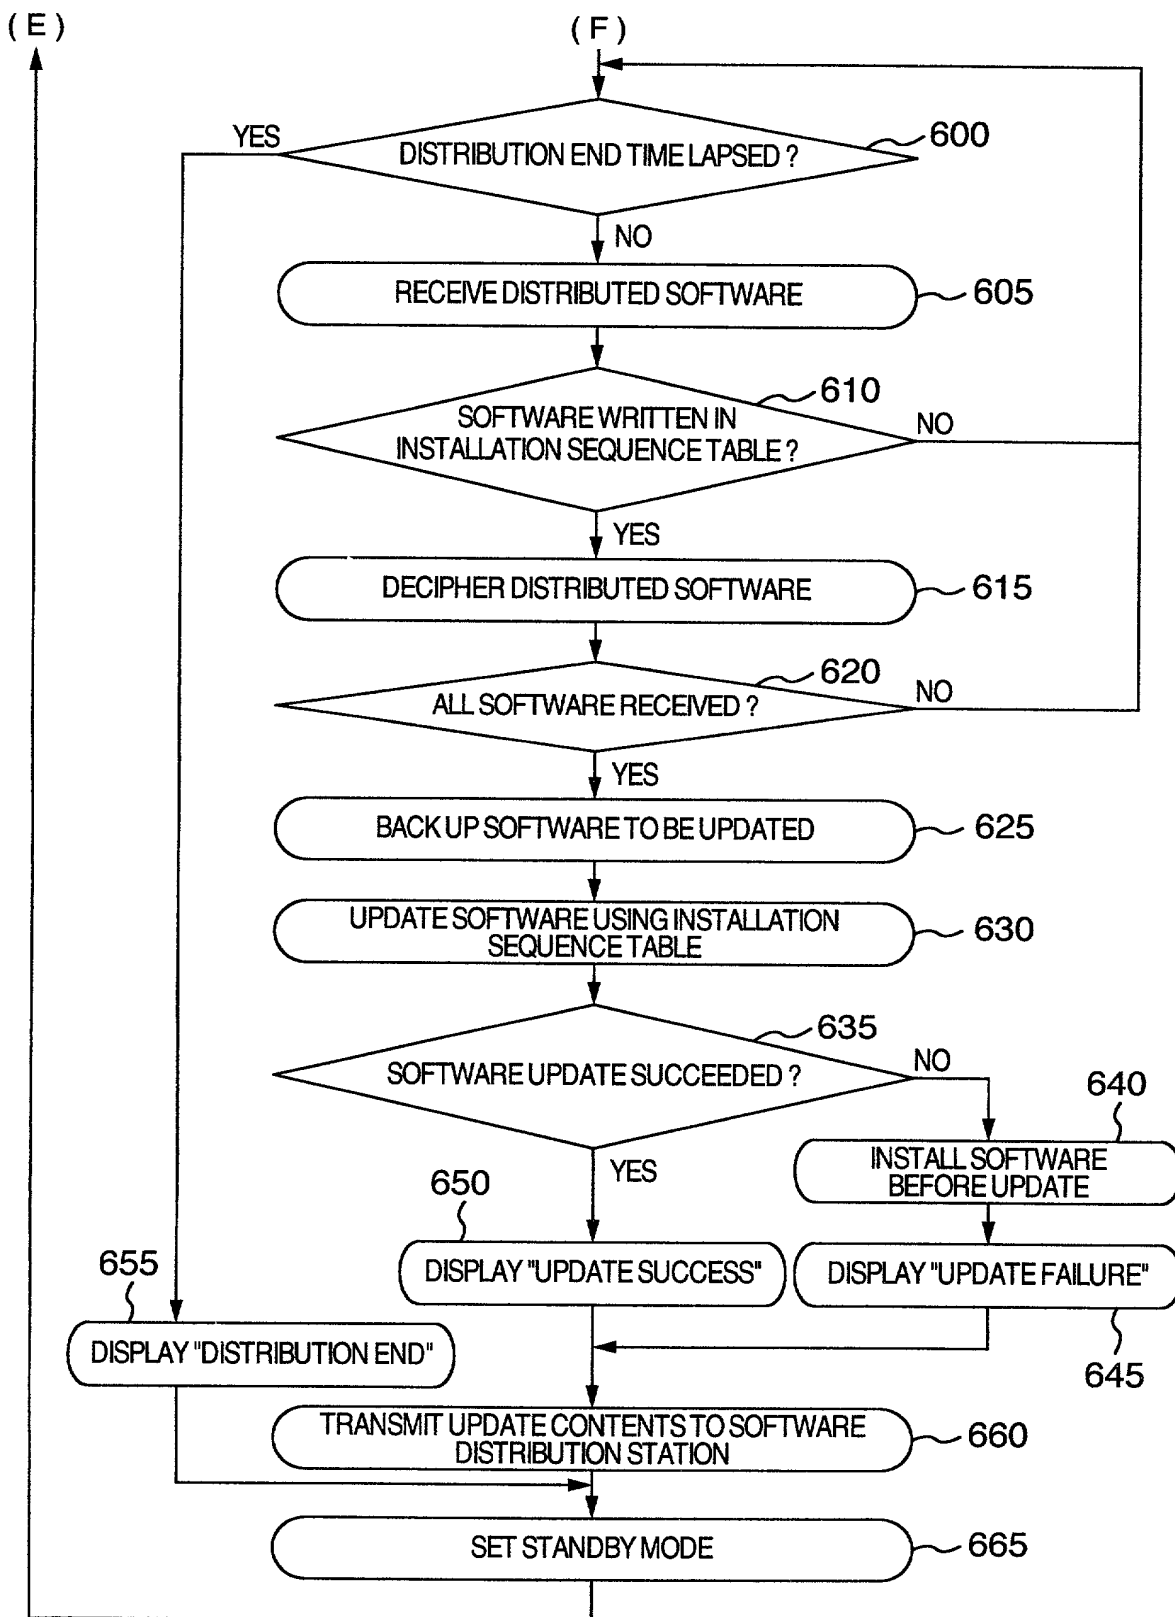 (E)
(F)
YES
DISTRIBUTION END TIME LAPSED ?
600
NO
RECEIVE DISTRIBUTED SOFTWARE
605
610
SOFTWARE WRITTEN IN
INSTALLATION SEQUENCE TABLE ?
NO
YES
DECIPHER DISTRIBUTED SOFTWARE
615
620
ALL SOFTWARE RECEIVED ?
NO
YES
BACK UP SOFTWARE TO BE UPDATED
625
UPDATE SOFTWARE USING INSTALLATION
SEQUENCE TABLE
630
635
SOFTWARE UPDATE SUCCEEDED ?
NO
640
INSTALL SOFTWARE
BEFORE UPDATE
YES
650
DISPLAY "UPDATE SUCCESS"
DISPLAY "UPDATE FAILURE"
645
655
DISPLAY "DISTRIBUTION END"
TRANSMIT UPDATE CONTENTS TO SOFTWARE
DISTRIBUTION STATION
660
SET STANDBY MODE
665